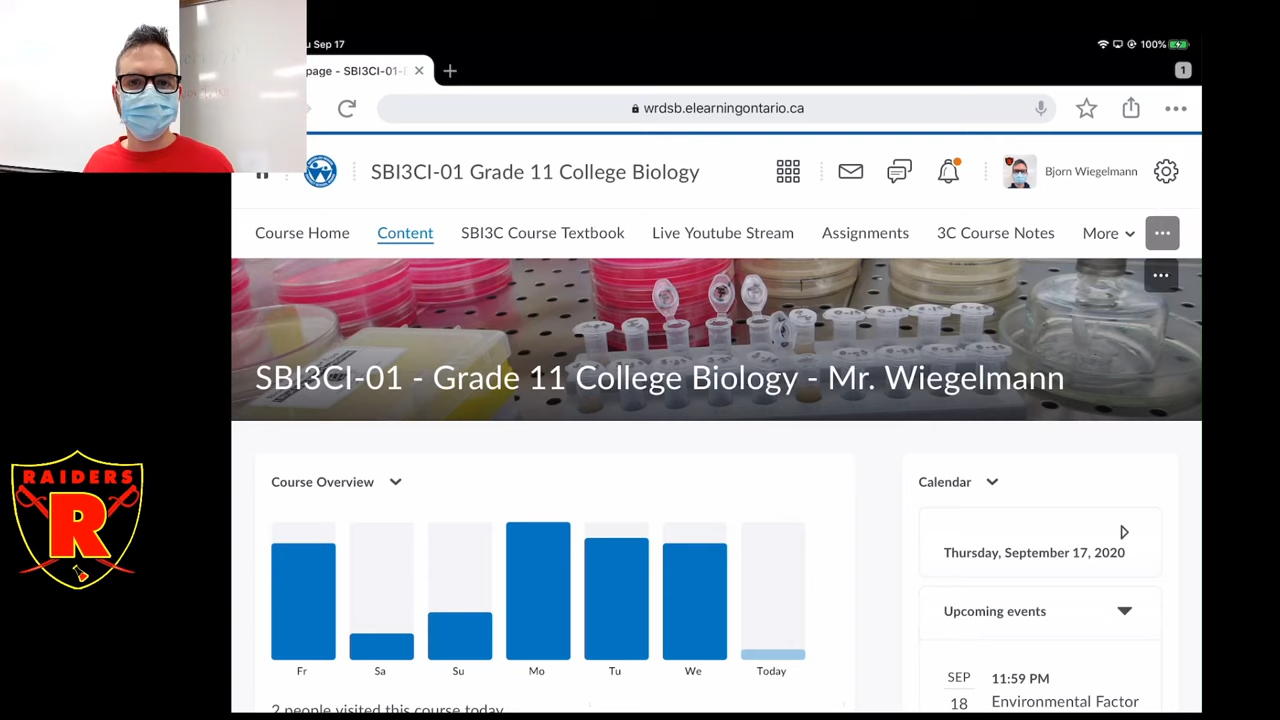 Sep 17
100%
page - SBI3CI-01-
1
wrdsb.elearningontario.ca
SBI3CI-01 Grade 11 College Biology
Bjorn Wiegelmann
Course Home Content SBI3C Course Textbook Live Youtube Stream Assignments 3C Course Notes More
SBI3CI-01 - Grade 11 College Biology - Mr. Wiegelmann
RAIDERS
R
Course Overview
Fr Sa Su Mo Tu We Today
2 people visited this course today
Calendar
Thursday, September 17, 2020
Upcoming events
SEP
18
11:59 PM
Environmental Factor